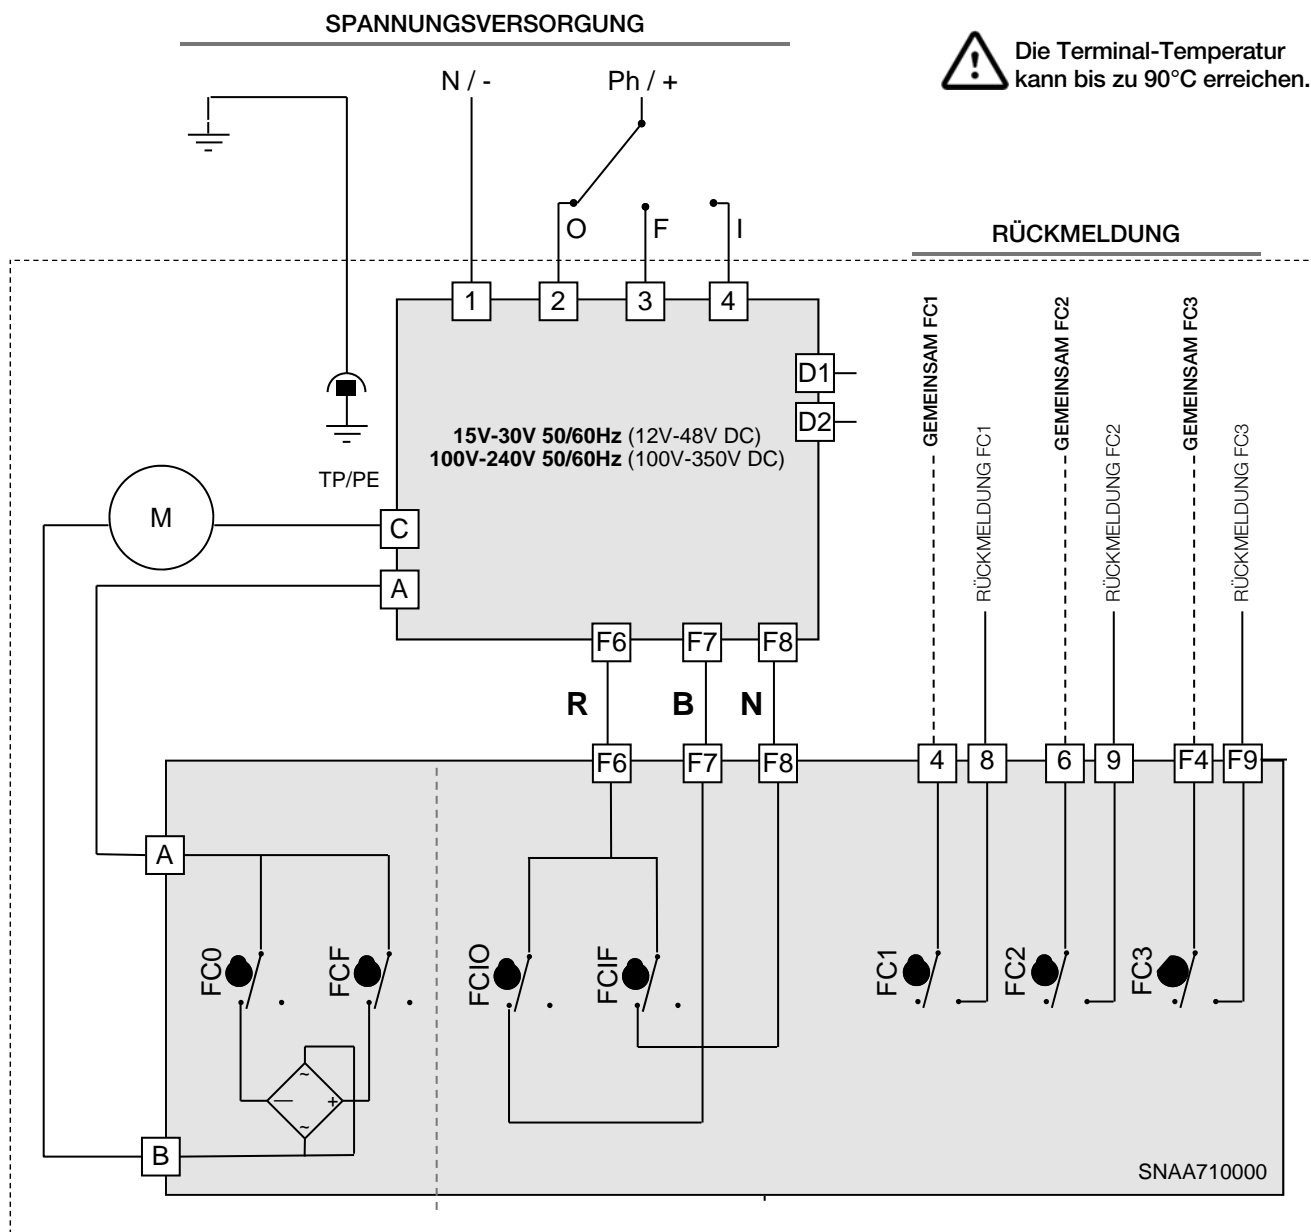 SPANNUNGSVERSORGUNG
Die Terminal-Temperatur
kann bis zu 90°C erreichen.
N / -
Ph / +
O
F
I
RÜCKMELDUNG
1
2
3
4
D1
D2
15V-30V 50/60Hz (12V-48V DC)
100V-240V 50/60Hz (100V-350V DC)
TP/PE
M
C
A
GEMEINSAM FC1
RÜCKMELDUNG FC1
GEMEINSAM FC2
RÜCKMELDUNG FC2
GEMEINSAM FC3
RÜCKMELDUNG FC3
F6
F7
F8
R
B
N
F6
F7
F8
4
8
6
9
F4
F9
A
FC0
FCF
FCIO
FCIF
FC1
FC2
FC3
~
—
+
~
B
SNAA710000